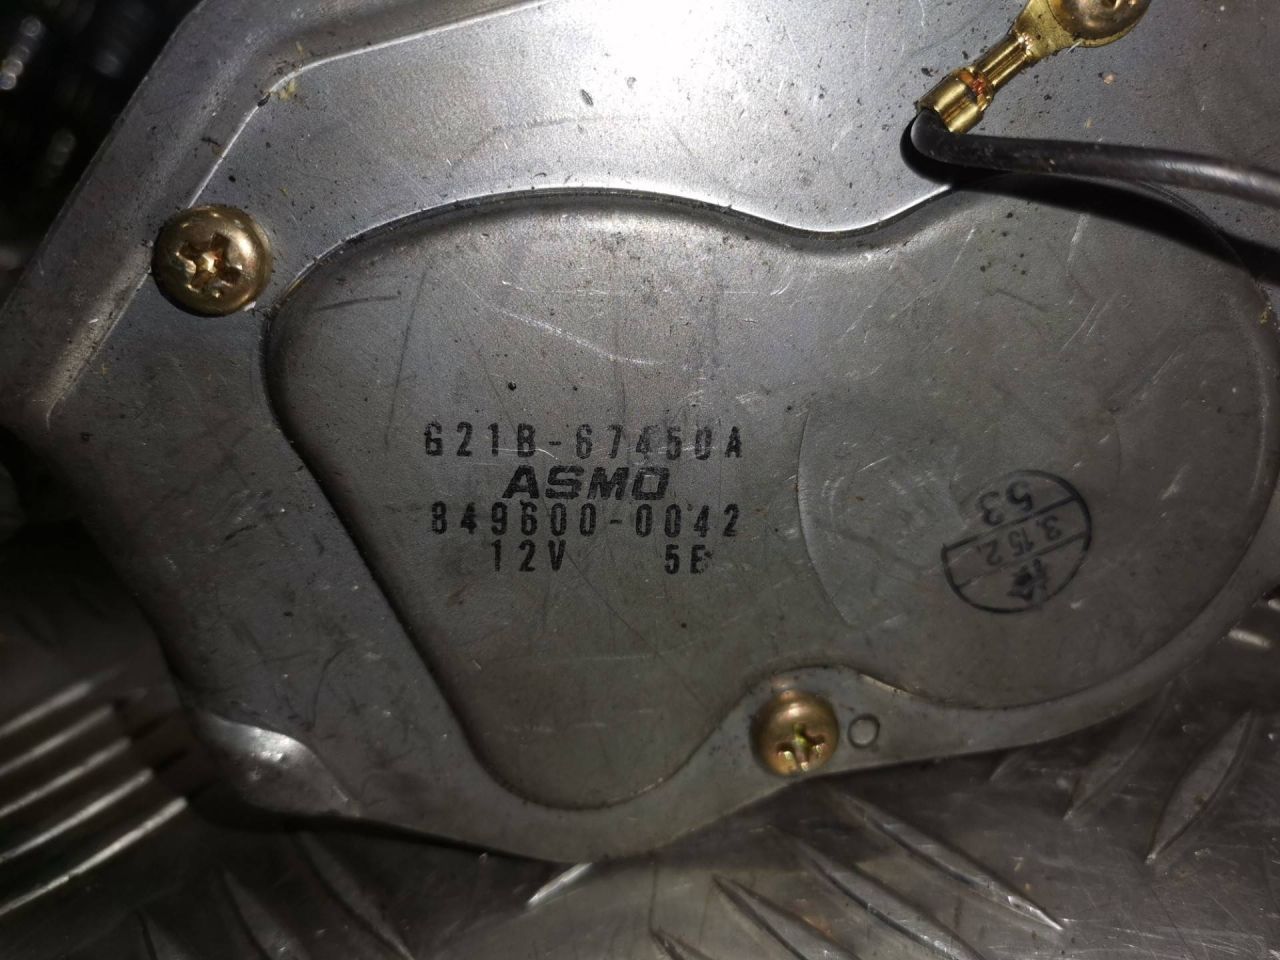 G21B-67450A
ASMO
849600-0042
12V 5E
53
3.15 2.